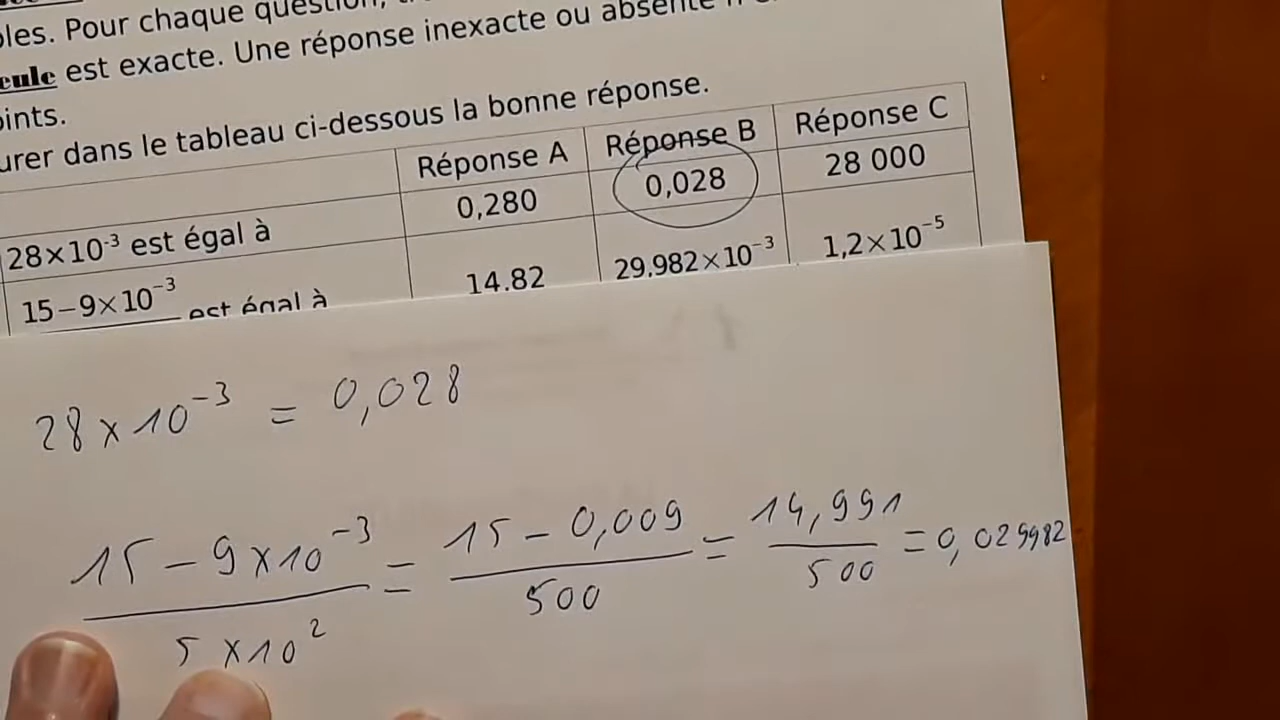 bles. Pour chaque question,
eule est exacte. Une réponse inexacte ou absente
oints.
urer dans le tableau ci-dessous la bonne réponse.
Réponse A Réponse B Réponse C
28×10⁻³ est égal à 0,280 0,028 28 000
15−9×10⁻³ est égal à 14.82 29,982×10⁻³ 1,2×10⁻⁵
28×10⁻³ = 0,028
15 − 9×10⁻³ / 5×10² = 15 − 0,009 / 500 = 14,991 / 500 = 0,029982